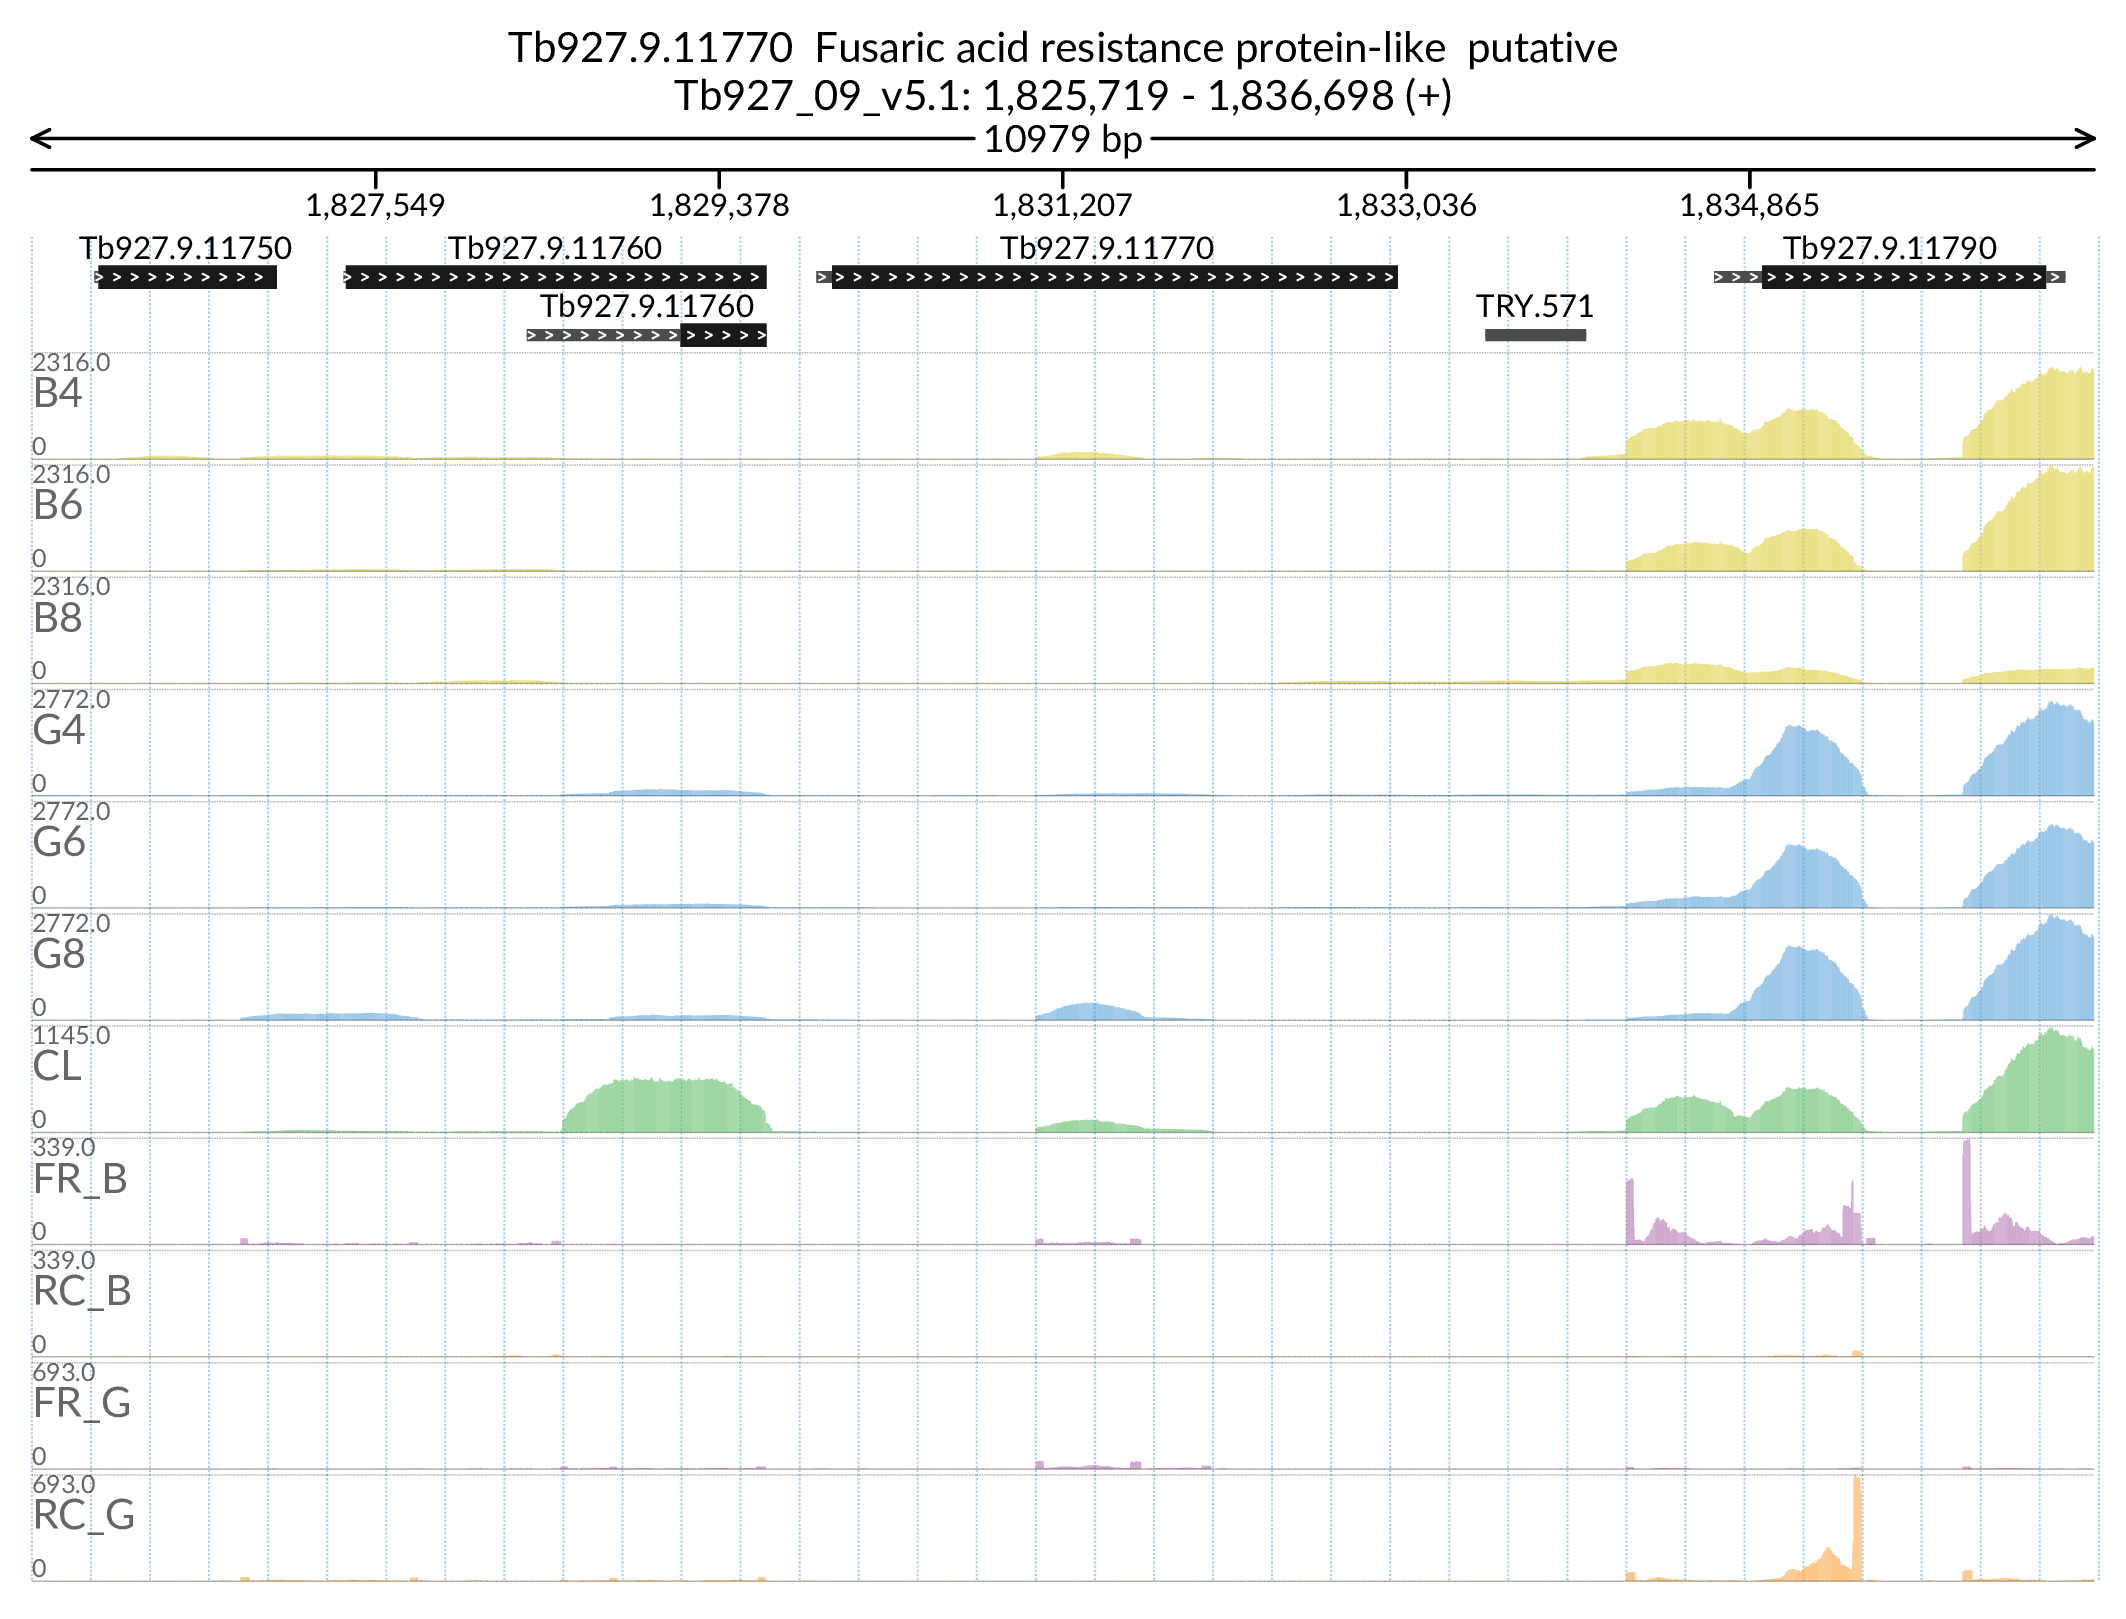 Tb927.9.11770  Fusaric acid resistance protein-like  putative
Tb927_09_v5.1: 1,825,719 - 1,836,698 (+)
10979 bp
1,827,549 1,829,378 1,831,207 1,833,036 1,834,865
Tb927.9.11750 Tb927.9.11760 Tb927.9.11770 Tb927.9.11790
Tb927.9.11760 TRY.571
2316.0
B4
0
2316.0
B6
0
2316.0
B8
0
2772.0
G4
0
2772.0
G6
0
2772.0
G8
0
1145.0
CL
0
339.0
FR_B
0
339.0
RC_B
0
693.0
FR_G
0
693.0
RC_G
0